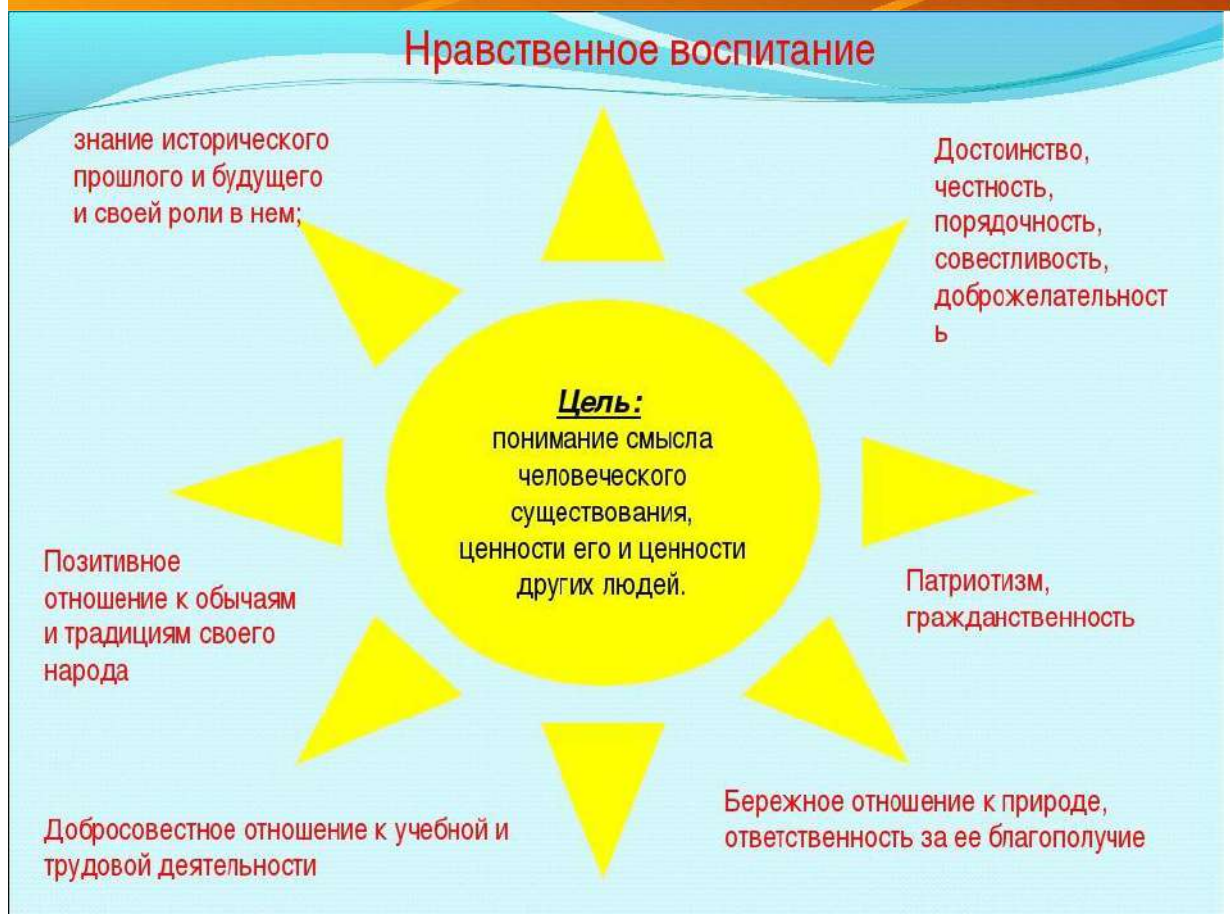 Нравственное воспитание
знание исторического
прошлого и будущего
и своей роли в нем;
Достоинство,
честность,
порядочность,
совестливость,
доброжелательност
ь
Цель:
понимание смысла
человеческого
существования,
ценности его и ценности
других людей.
Позитивное
отношение к обычаям
и традициям своего
народа
Патриотизм,
гражданственность
Добросовестное отношение к учебной и
трудовой деятельности
Бережное отношение к природе,
ответственность за ее благополучие